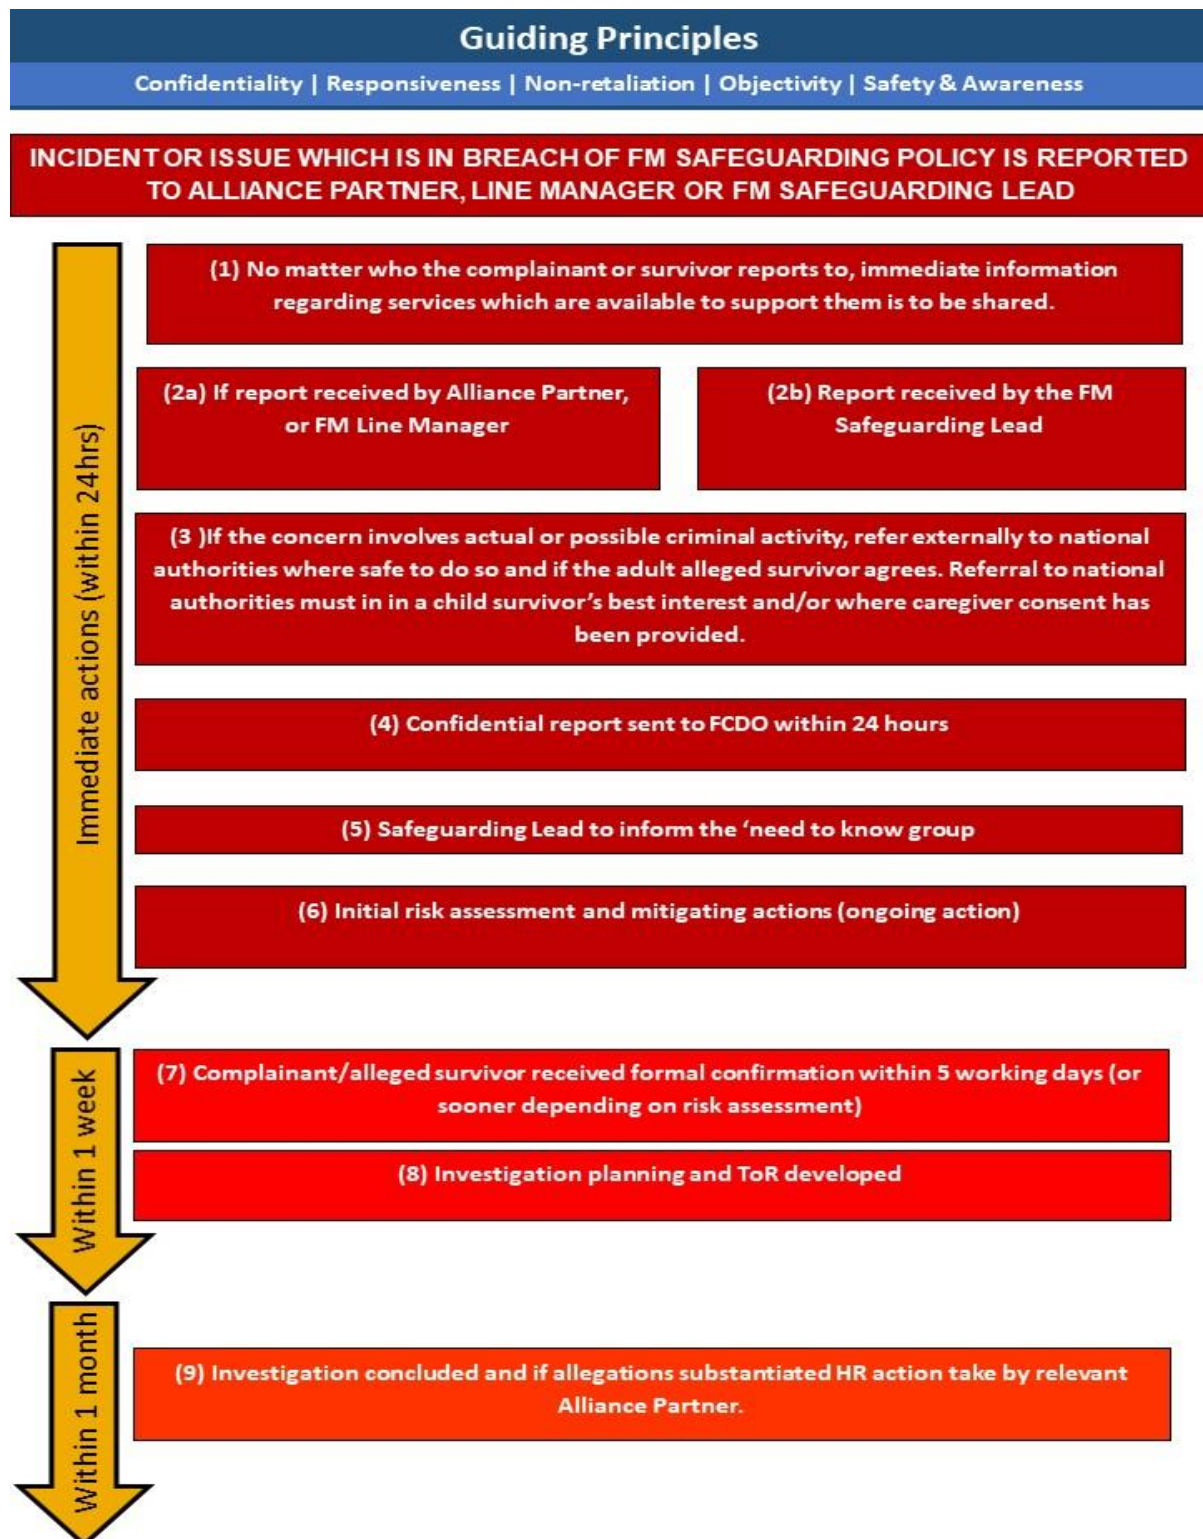 Guiding Principles
Confidentiality | Responsiveness | Non-retaliation | Objectivity | Safety & Awareness
INCIDENT OR ISSUE WHICH IS IN BREACH OF FM SAFEGUARDING POLICY IS REPORTED
TO ALLIANCE PARTNER, LINE MANAGER OR FM SAFEGUARDING LEAD
Immediate actions (within 24hrs)
(1) No matter who the complainant or survivor reports to, immediate information
regarding services which are available to support them is to be shared.
(2a) If report received by Alliance Partner,
or FM Line Manager
(2b) Report received by the FM
Safeguarding Lead
(3 )If the concern involves actual or possible criminal activity, refer externally to national
authorities where safe to do so and if the adult alleged survivor agrees. Referral to national
authorities must in in a child survivor's best interest and/or where caregiver consent has
been provided.
(4) Confidential report sent to FCDO within 24 hours
(5) Safeguarding Lead to inform the ‘need to know group
(6) Initial risk assessment and mitigating actions (ongoing action)
Within 1 week
(7) Complainant/alleged survivor received formal confirmation within 5 working days (or
sooner depending on risk assessment)
(8) Investigation planning and ToR developed
Within 1 month
(9) Investigation concluded and if allegations substantiated HR action take by relevant
Alliance Partner.